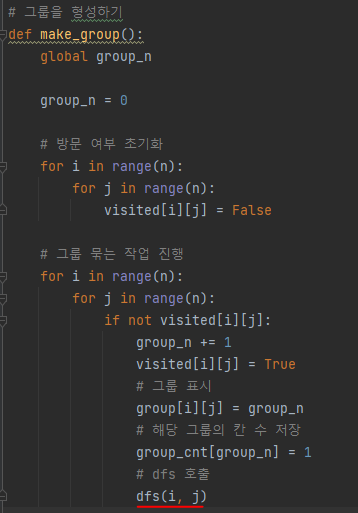 # 그룹을 형성하기
def make_group():
    global group_n

    group_n = 0

    # 방문 여부 초기화
    for i in range(n):
        for j in range(n):
            visited[i][j] = False

    # 그룹 묶는 작업 진행
    for i in range(n):
        for j in range(n):
            if not visited[i][j]:
                group_n += 1
                visited[i][j] = True
                # 그룹 표시
                group[i][j] = group_n
                # 해당 그룹의 칸 수 저장
                group_cnt[group_n] = 1
                # dfs 호출
                dfs(i, j)